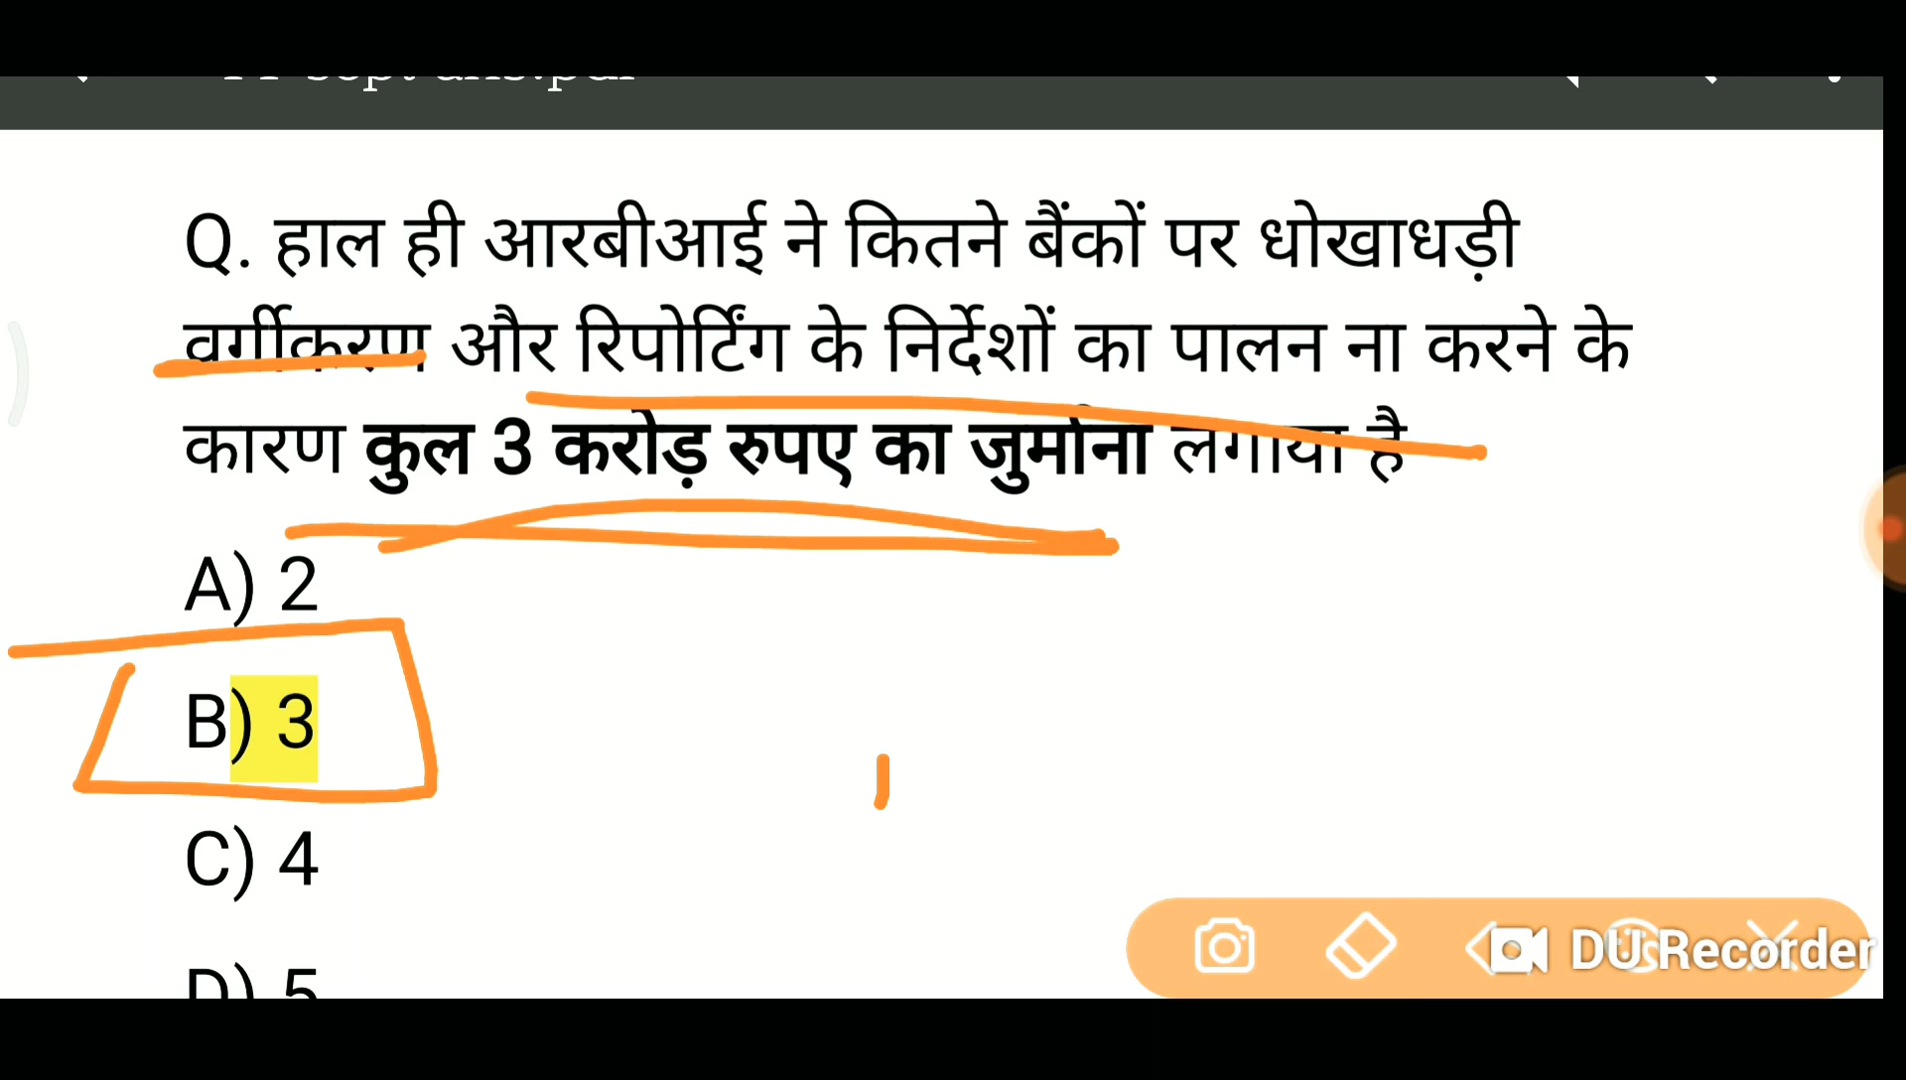 Q. हाल ही आरबीआई ने कितने बैंकों पर धोखाधड़ी
वर्गीकरण और रिपोर्टिंग के निर्देशों का पालन ना करने के
कारण कुल 3 करोड़ रुपए का जुर्माना लगाया है
A) 2
B) 3
C) 4
D) 5
DU Recorder